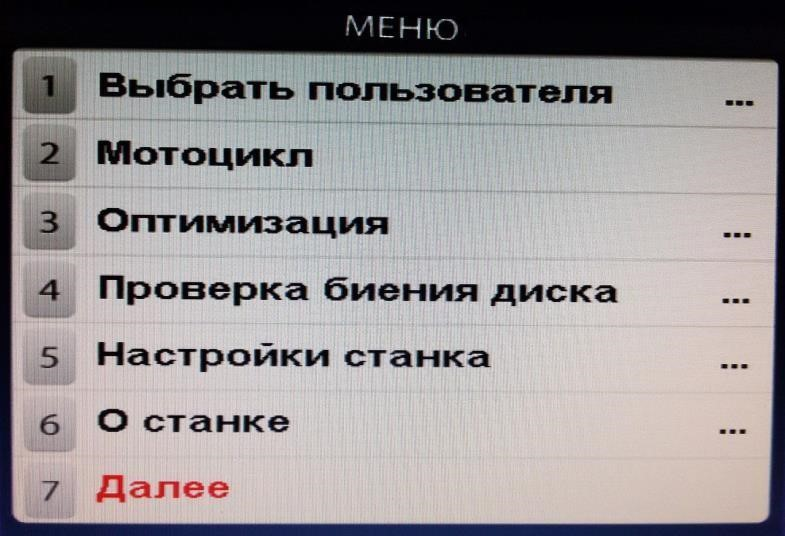 МЕНЮ
1 Выбрать пользователя ...
2 Мотоцикл
3 Оптимизация ...
4 Проверка биения диска ...
5 Настройки станка ...
6 О станке ...
7 Далее